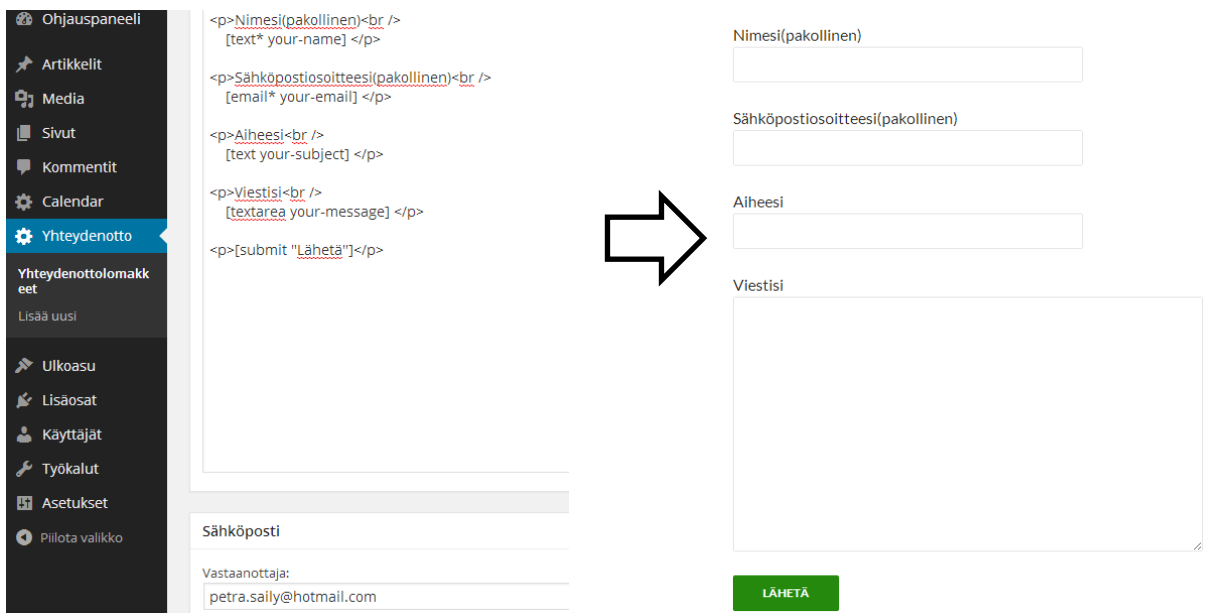 Ohjauspaneeli
Artikkelit
Media
Sivut
Kommentit
Calendar
Yhteydenotto
Yhteydenottolomakk
eet
Lisää uusi
Ulkoasu
Lisäosat
Käyttäjät
Työkalut
Asetukset
Piilota valikko
<p>Nimesi(pakollinen)<br />
[text* your-name] </p>
<p>Sähköpostiosoitteesi(pakollinen)<br />
[email* your-email] </p>
<p>Aiheesi<br />
[text your-subject] </p>
<p>Viestisi<br />
[textarea your-message] </p>
<p>[submit "Lähetä"]</p>
Sähköposti
Vastaanottaja:
petra.saily@hotmail.com
Nimesi(pakollinen)
Sähköpostiosoitteesi(pakollinen)
Aiheesi
Viestisi
LÄHETÄ